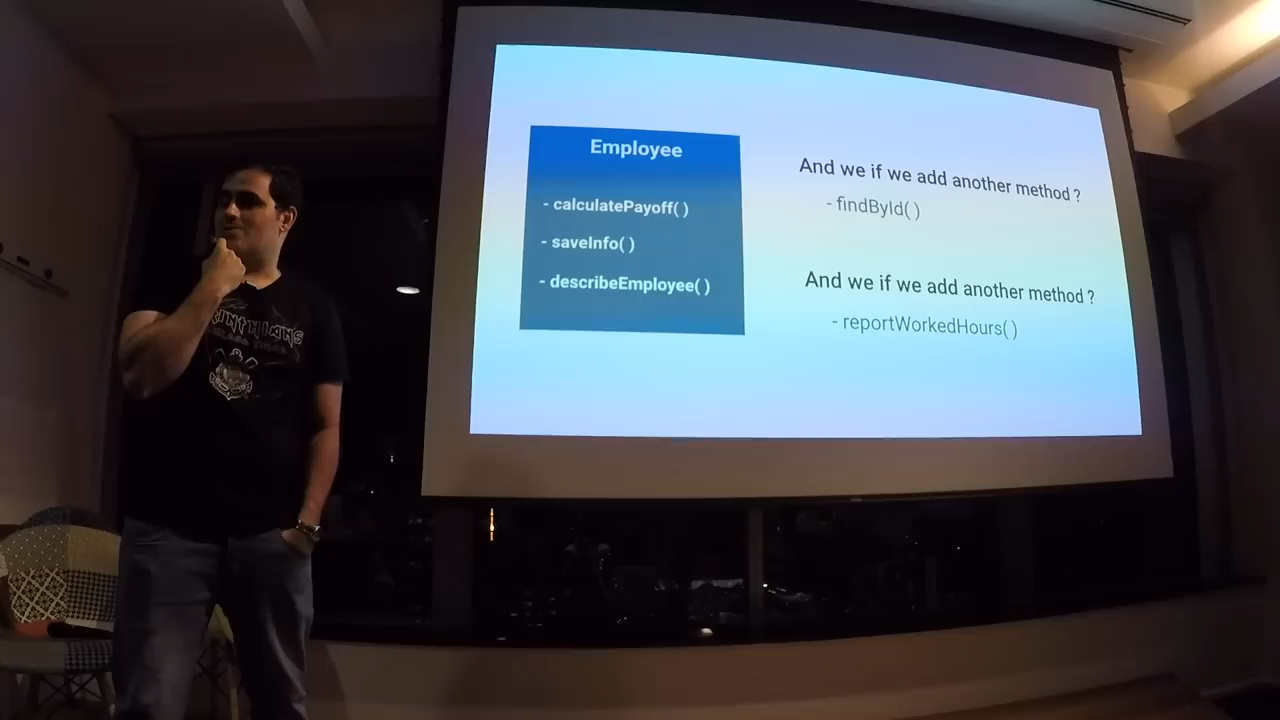 Employee
- calculatePayoff( )
- saveInfo( )
- describeEmployee( )
And we if we add another method ?
- findById( )
And we if we add another method ?
- reportWorkedHours( )